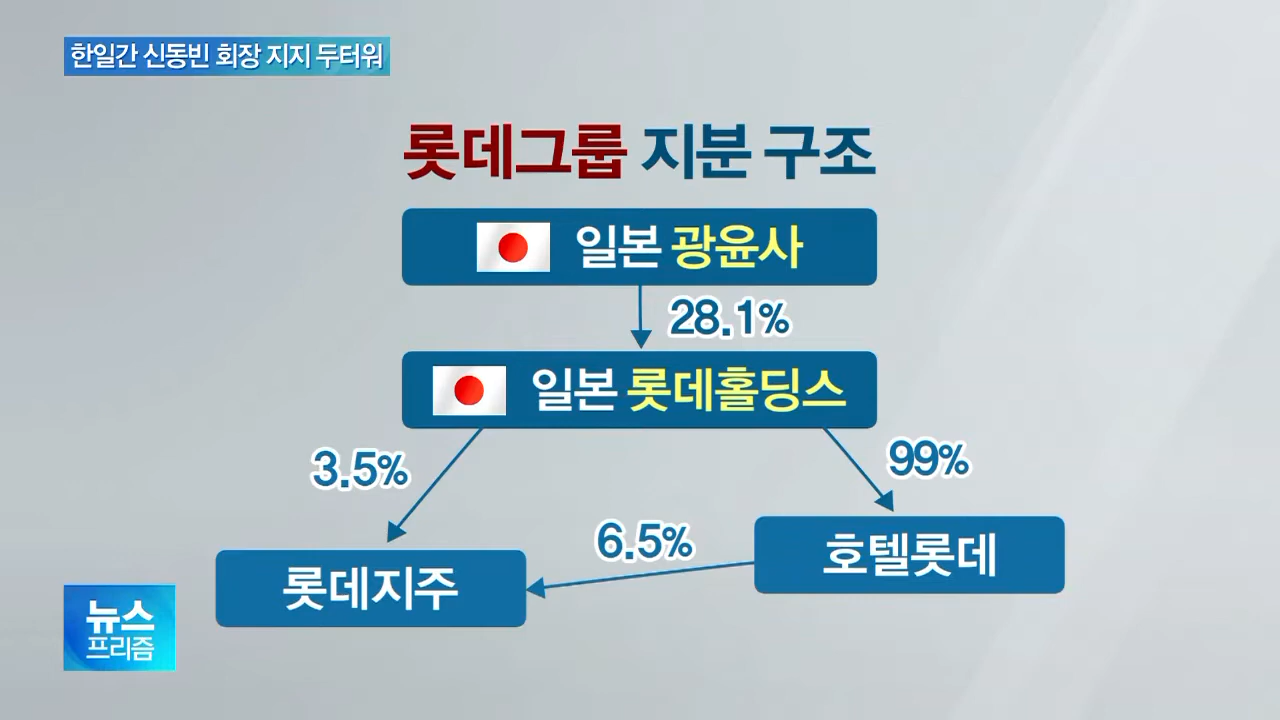 한일간 신동빈 회장 지지 두터워
롯데그룹 지분 구조
일본 광윤사
28.1%
일본 롯데홀딩스
3.5%
99%
6.5%
호텔롯데
롯데지주
뉴스
프리즘